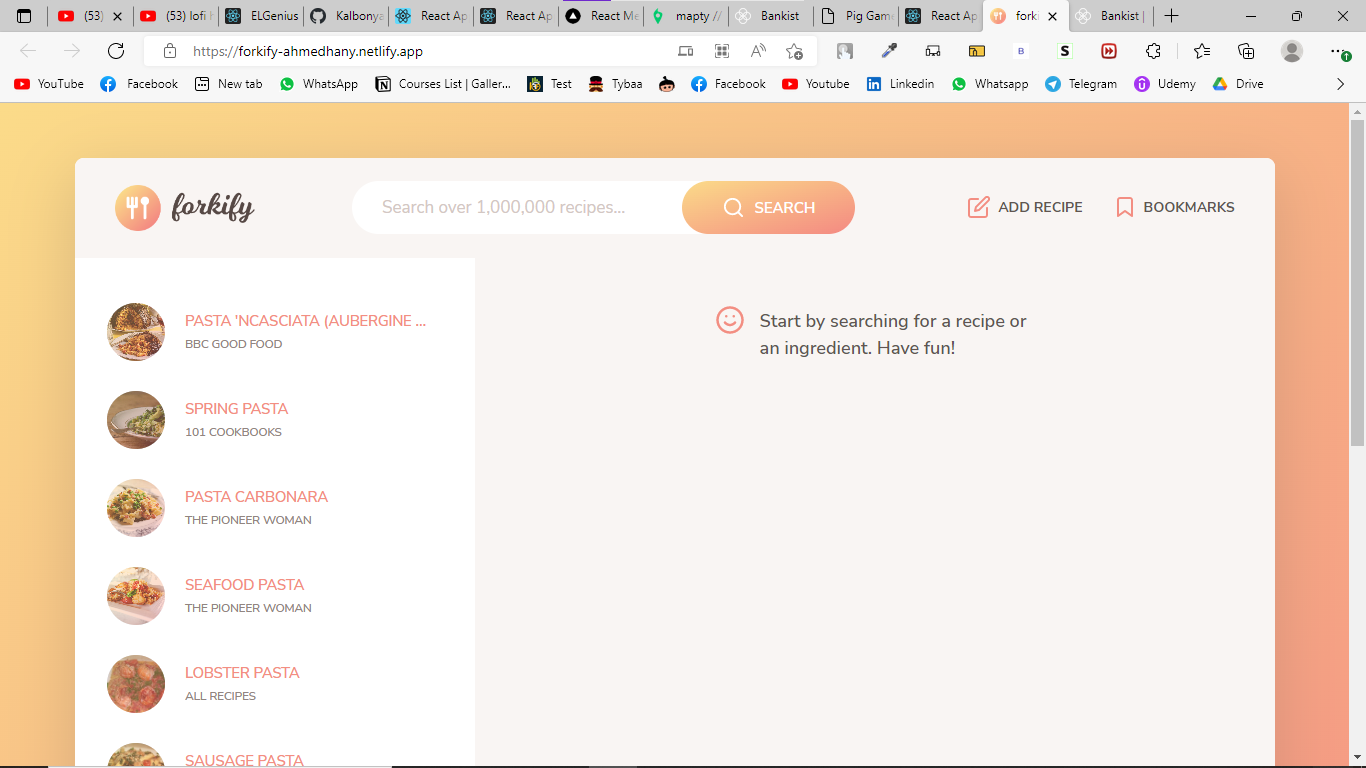 (53)
(53) lofi h
ELGenius
Kalbonya
React Ap
React Ap
React Me
mapty //
Bankist
Pig Game
React Ap
forki
Bankist |
https://forkify-ahmedhany.netlify.app
YouTube
Facebook
New tab
WhatsApp
Courses List | Galler...
Test
Tybaa
Facebook
Youtube
Linkedin
Whatsapp
Telegram
Udemy
Drive
forkify
Search over 1,000,000 recipes...
SEARCH
ADD RECIPE
BOOKMARKS
PASTA 'NCASCIATA (AUBERGINE ...
BBC GOOD FOOD
SPRING PASTA
101 COOKBOOKS
PASTA CARBONARA
THE PIONEER WOMAN
SEAFOOD PASTA
THE PIONEER WOMAN
LOBSTER PASTA
ALL RECIPES
SAUSAGE PASTA
Start by searching for a recipe or
an ingredient. Have fun!